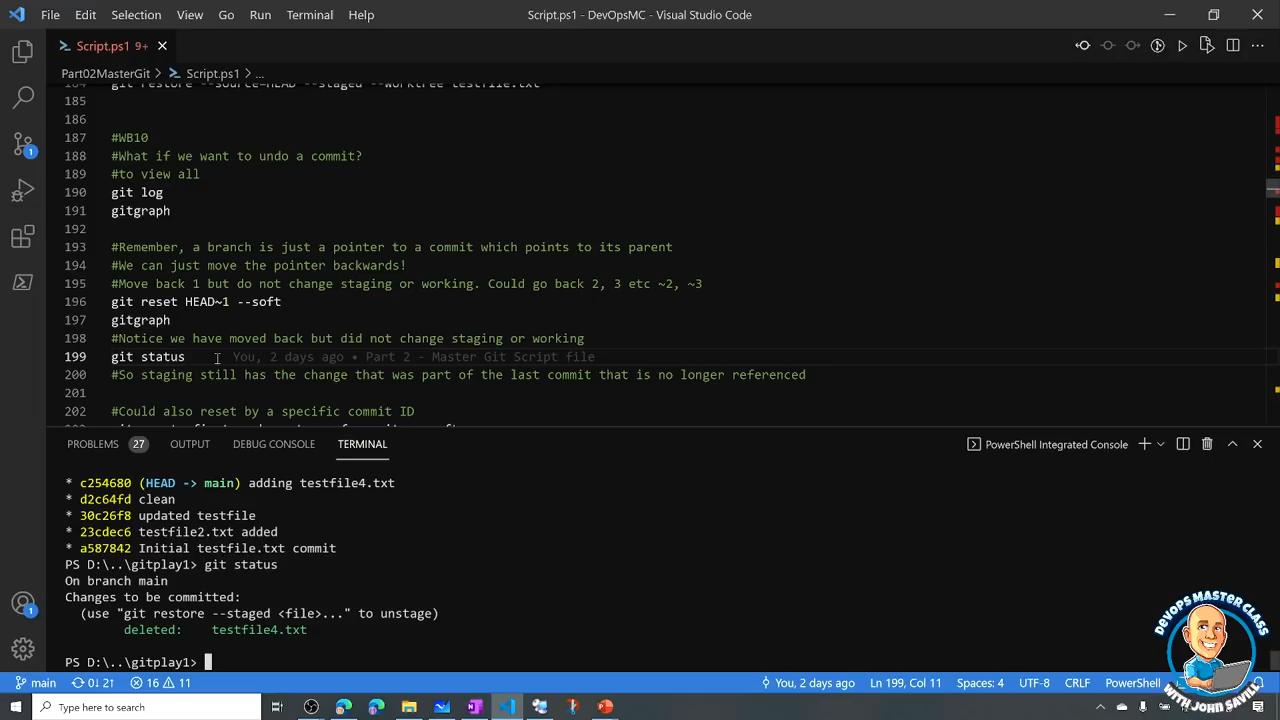 File Edit Selection View Go Run Terminal Help Script.ps1 - DevOpsMC - Visual Studio Code
Script.ps1 9+
Part02MasterGit > Script.ps1 > ...
184 git restore --source=HEAD --staged --worktree testfile.txt
185
186
187 #WB10
188 #What if we want to undo a commit?
189 #to view all
190 git log
191 gitgraph
192
193 #Remember, a branch is just a pointer to a commit which points to its parent
194 #We can just move the pointer backwards!
195 #Move back 1 but do not change staging or working. Could go back 2, 3 etc ~2, ~3
196 git reset HEAD~1 --soft
197 gitgraph
198 #Notice we have moved back but did not change staging or working
199 git status You, 2 days ago • Part 2 - Master Git Script file
200 #So staging still has the change that was part of the last commit that is no longer referenced
201
202 #Could also reset by a specific commit ID
PROBLEMS 27 OUTPUT DEBUG CONSOLE TERMINAL PowerShell Integrated Console
* c254680 (HEAD -> main) adding testfile4.txt
* d2c64fd clean
* 30c26f8 updated testfile
* 23cdec6 testfile2.txt added
* a587842 Initial testfile.txt commit
PS D:\..\gitplay1> git status
On branch main
Changes to be committed:
(use "git restore --staged <file>..." to unstage)
deleted: testfile4.txt
PS D:\..\gitplay1>
DEVOPS MASTER CLASS
WITH JOHN SAVILL
main 0↓ 2↑ 16 11 You, 2 days ago Ln 199, Col 11 Spaces: 4 UTF-8 CRLF PowerShell
Type here to search